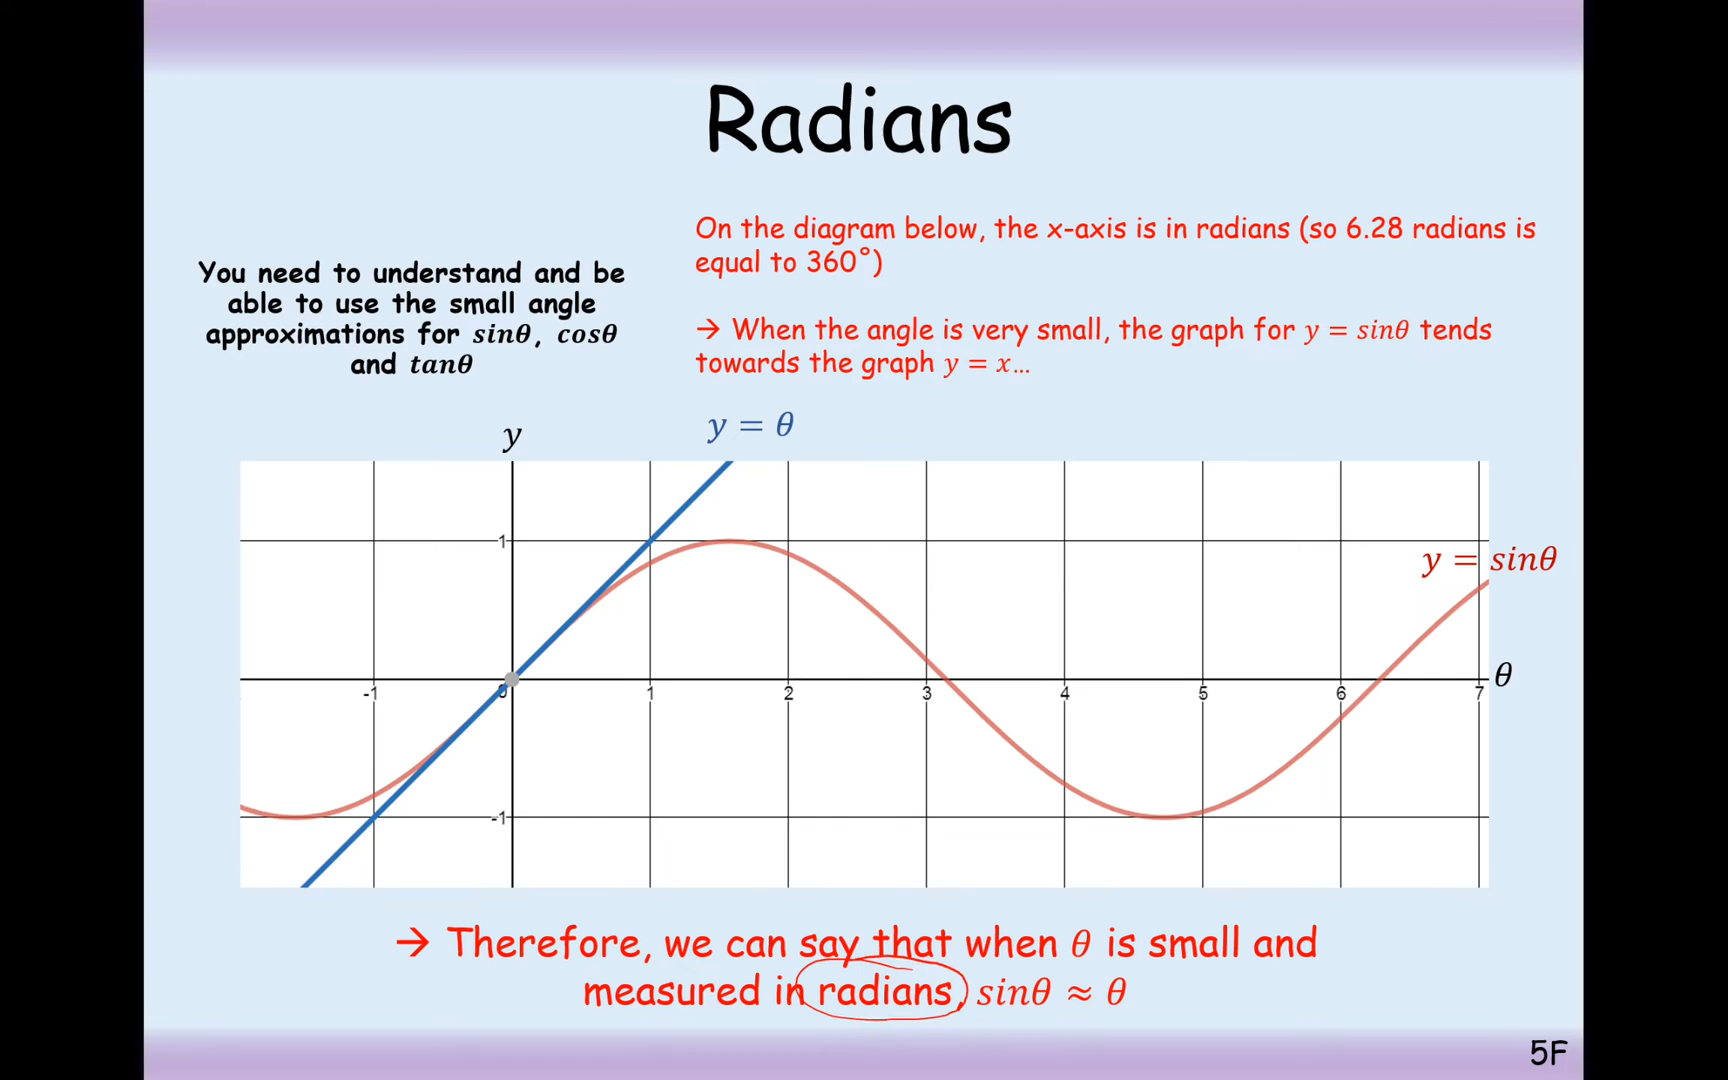 Radians
You need to understand and be
able to use the small angle
approximations for sinθ, cosθ
and tanθ
On the diagram below, the x-axis is in radians (so 6.28 radians is
equal to 360˚)
→ When the angle is very small, the graph for y = sinθ tends
towards the graph y = x…
y
y = θ
1
y = sinθ
-1 0 1 2 3 4 5 6 7 θ
-1
→ Therefore, we can say that when θ is small and
measured in radians, sinθ ≈ θ
5F